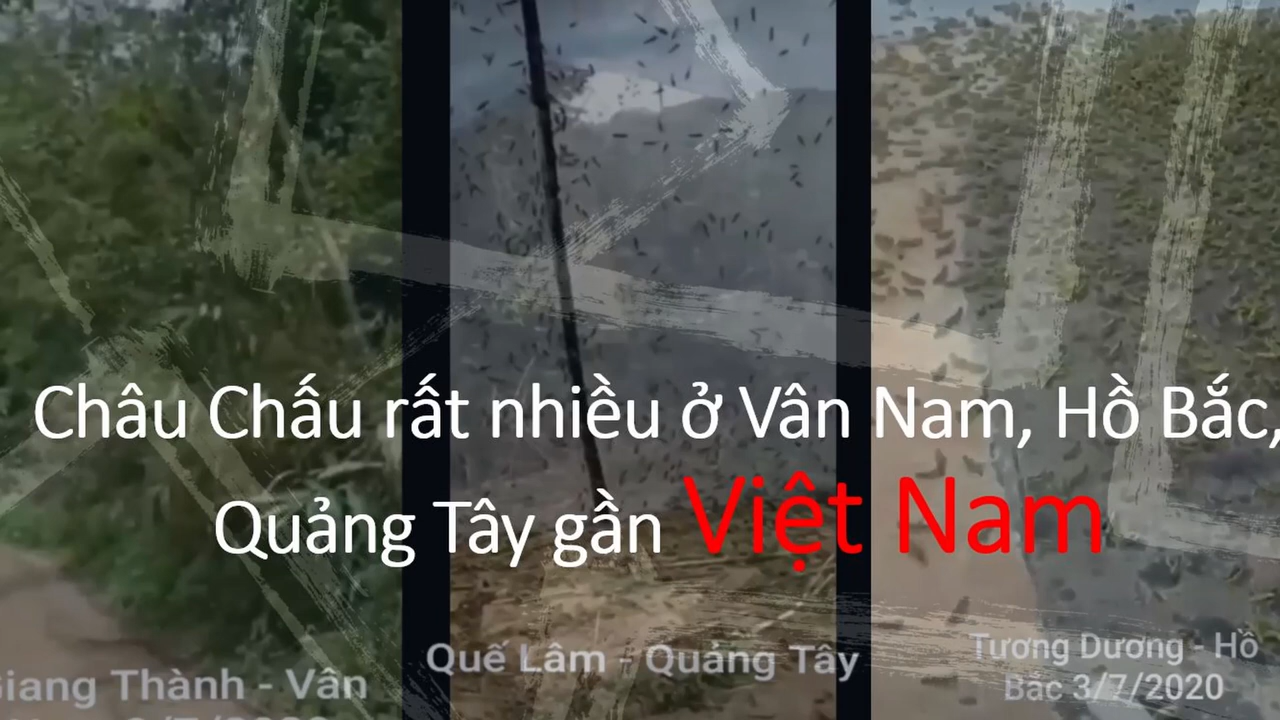 Châu Chấu rất nhiều ở Vân Nam, Hồ Bắc,
Quảng Tây gần Việt Nam
Giang Thành - Vân
Quế Lâm - Quảng Tây
Tương Dương - Hồ
Bắc 3/7/2020